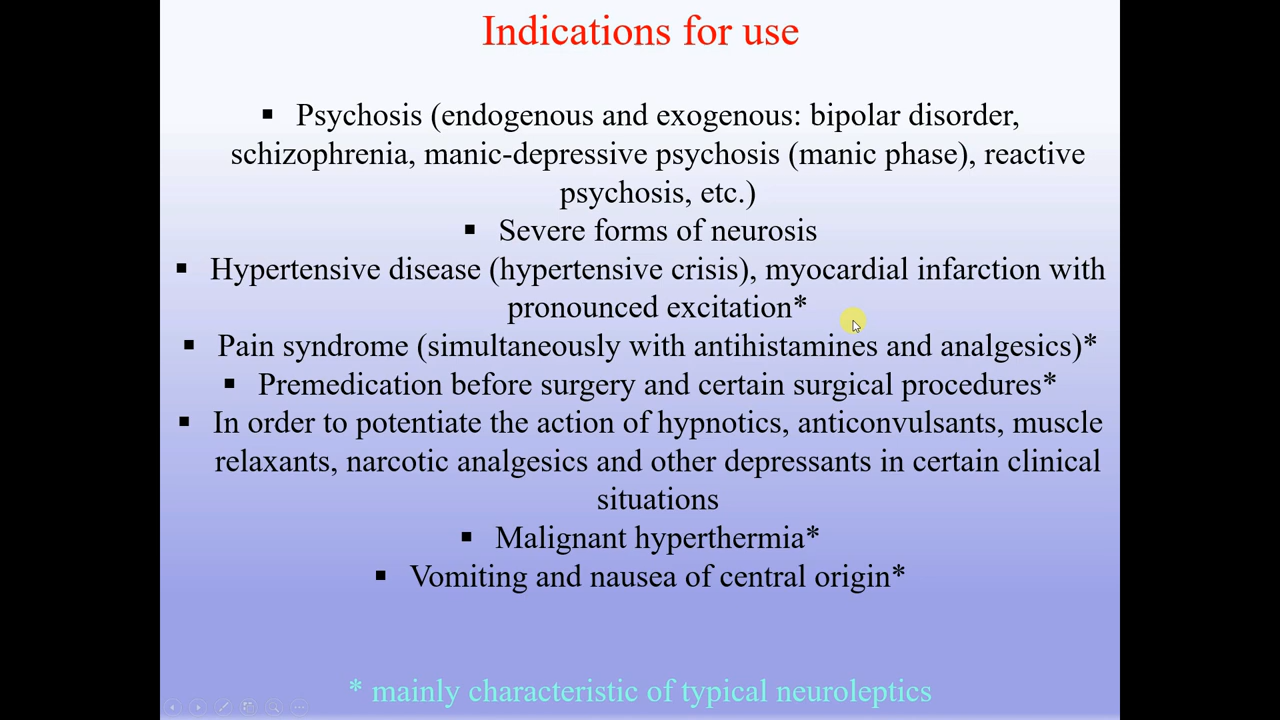 Indications for use
▪ Psychosis (endogenous and exogenous: bipolar disorder,
schizophrenia, manic-depressive psychosis (manic phase), reactive
psychosis, etc.)
▪ Severe forms of neurosis
▪ Hypertensive disease (hypertensive crisis), myocardial infarction with
pronounced excitation*
▪ Pain syndrome (simultaneously with antihistamines and analgesics)*
▪ Premedication before surgery and certain surgical procedures*
▪ In order to potentiate the action of hypnotics, anticonvulsants, muscle
relaxants, narcotic analgesics and other depressants in certain clinical
situations
▪ Malignant hyperthermia*
▪ Vomiting and nausea of central origin*
* mainly characteristic of typical neuroleptics